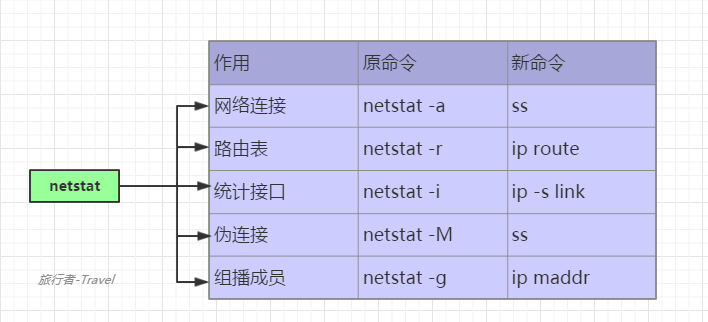 作用 原命令 新命令
网络连接 netstat -a ss
路由表 netstat -r ip route
统计接口 netstat -i ip -s link
伪连接 netstat -M ss
组播成员 netstat -g ip maddr
netstat
旅行者-Travel